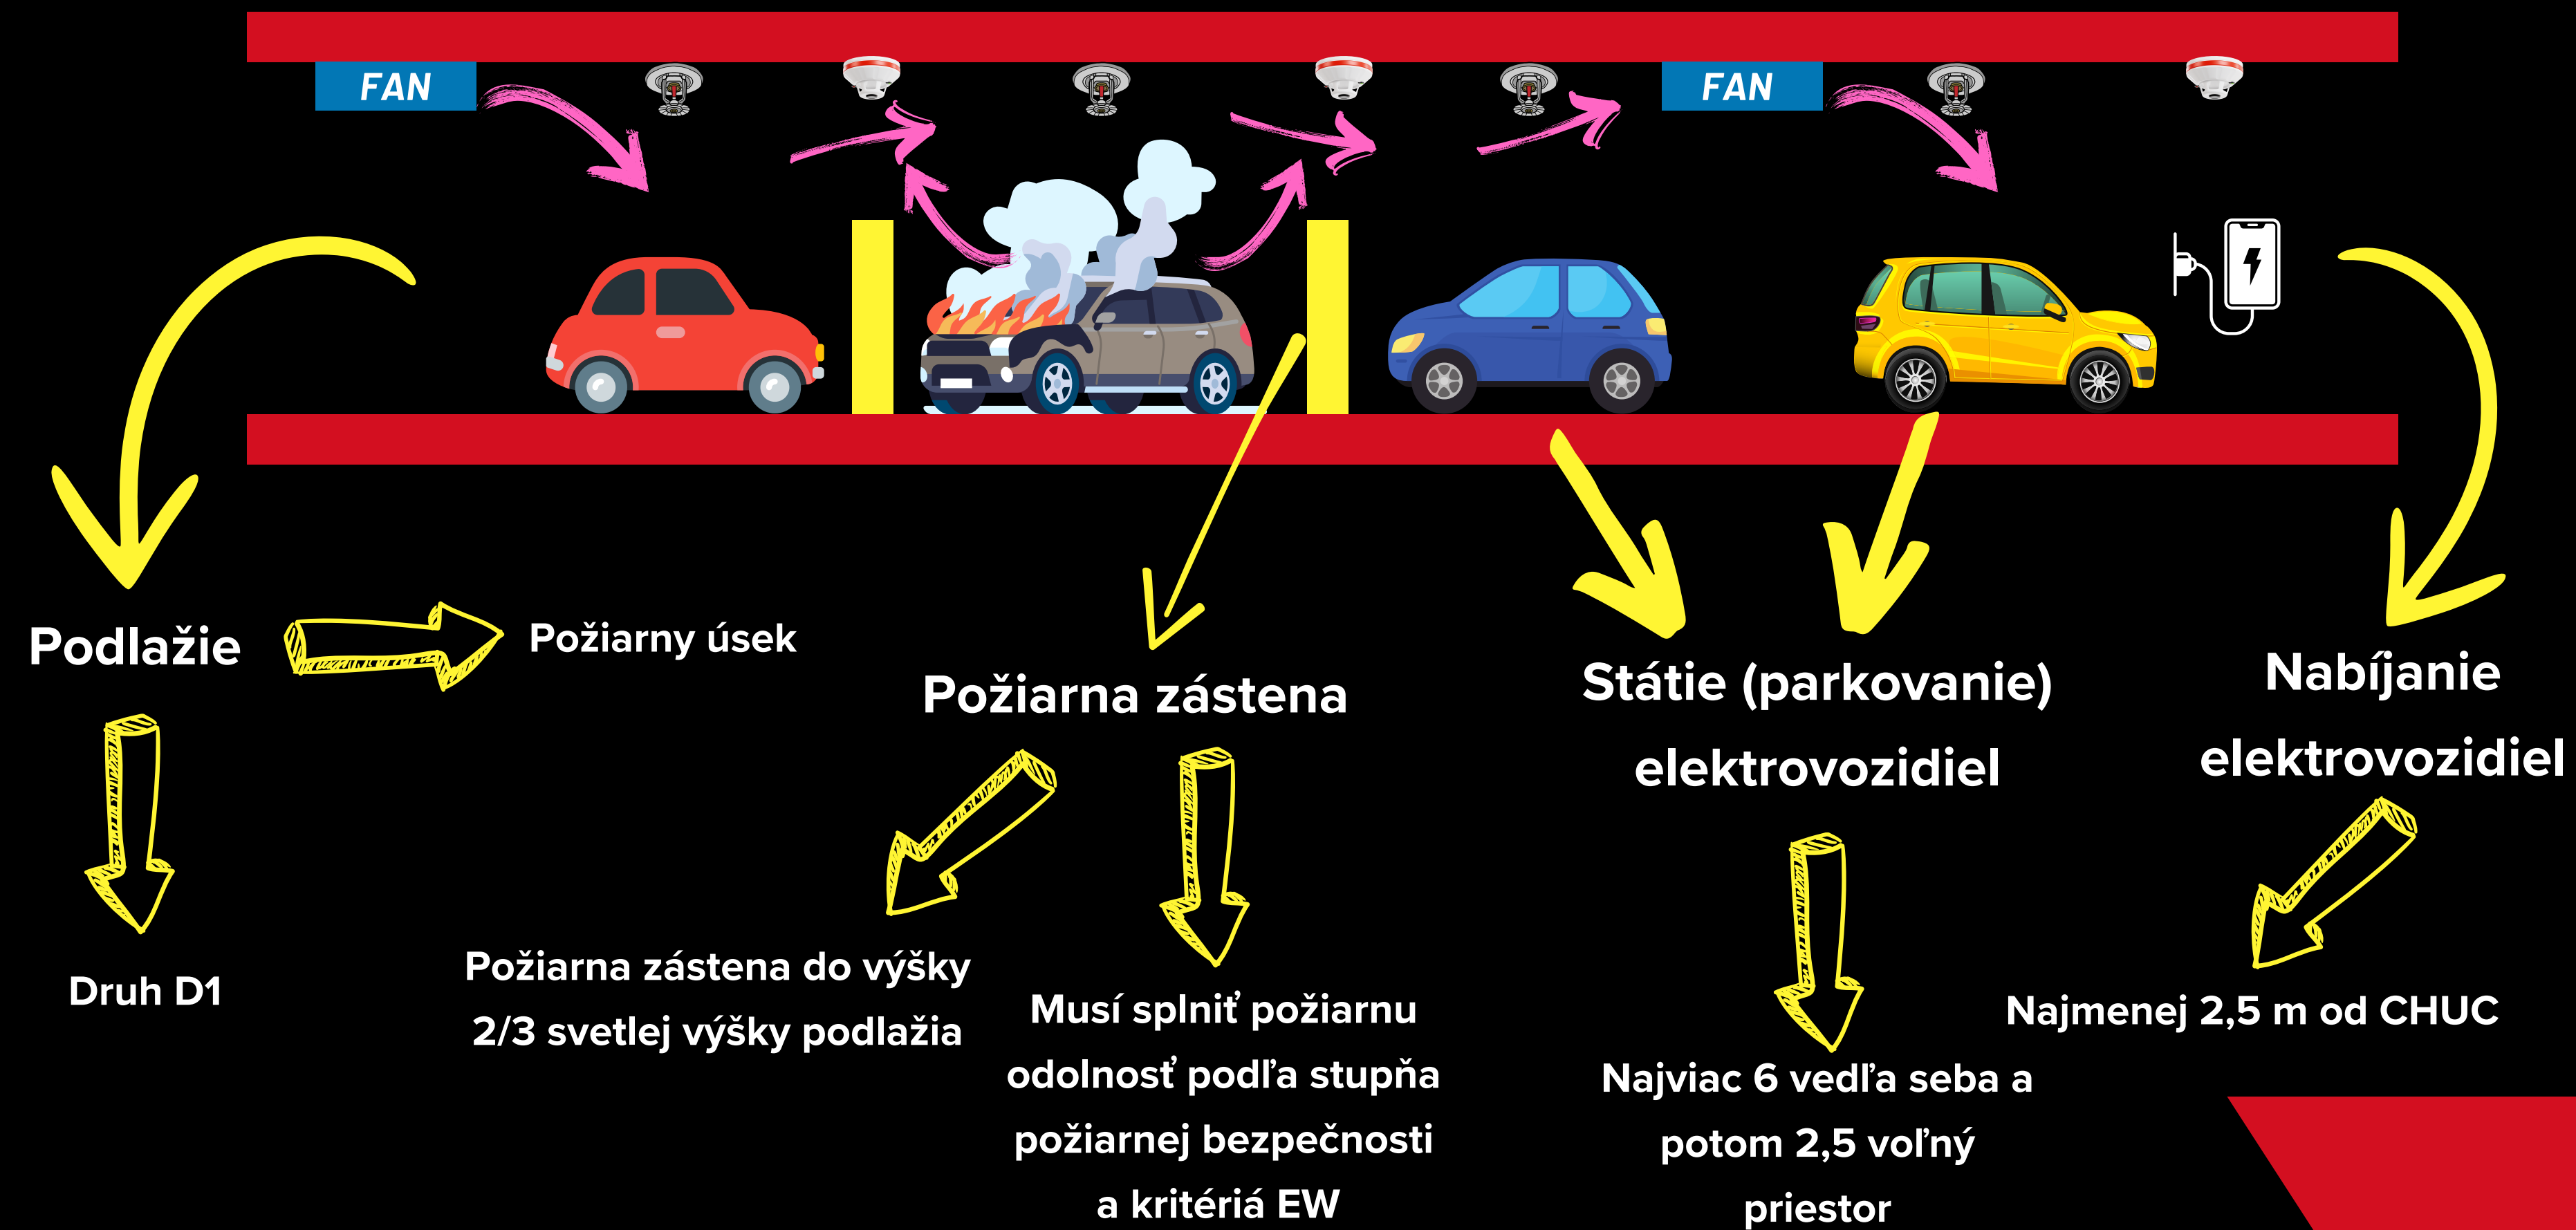 FAN
FAN
Podlažie
Požiarny úsek
Druh D1
Požiarna zástena
Požiarna zástena do výšky
2/3 svetlej výšky podlažia
Musí splniť požiarnu
odolnosť podľa stupňa
požiarnej bezpečnosti
a kritériá EW
Státie (parkovanie)
elektrovozidiel
Najviac 6 vedľa seba a
potom 2,5 voľný
priestor
Nabíjanie
elektrovozidiel
Najmenej 2,5 m od CHUC